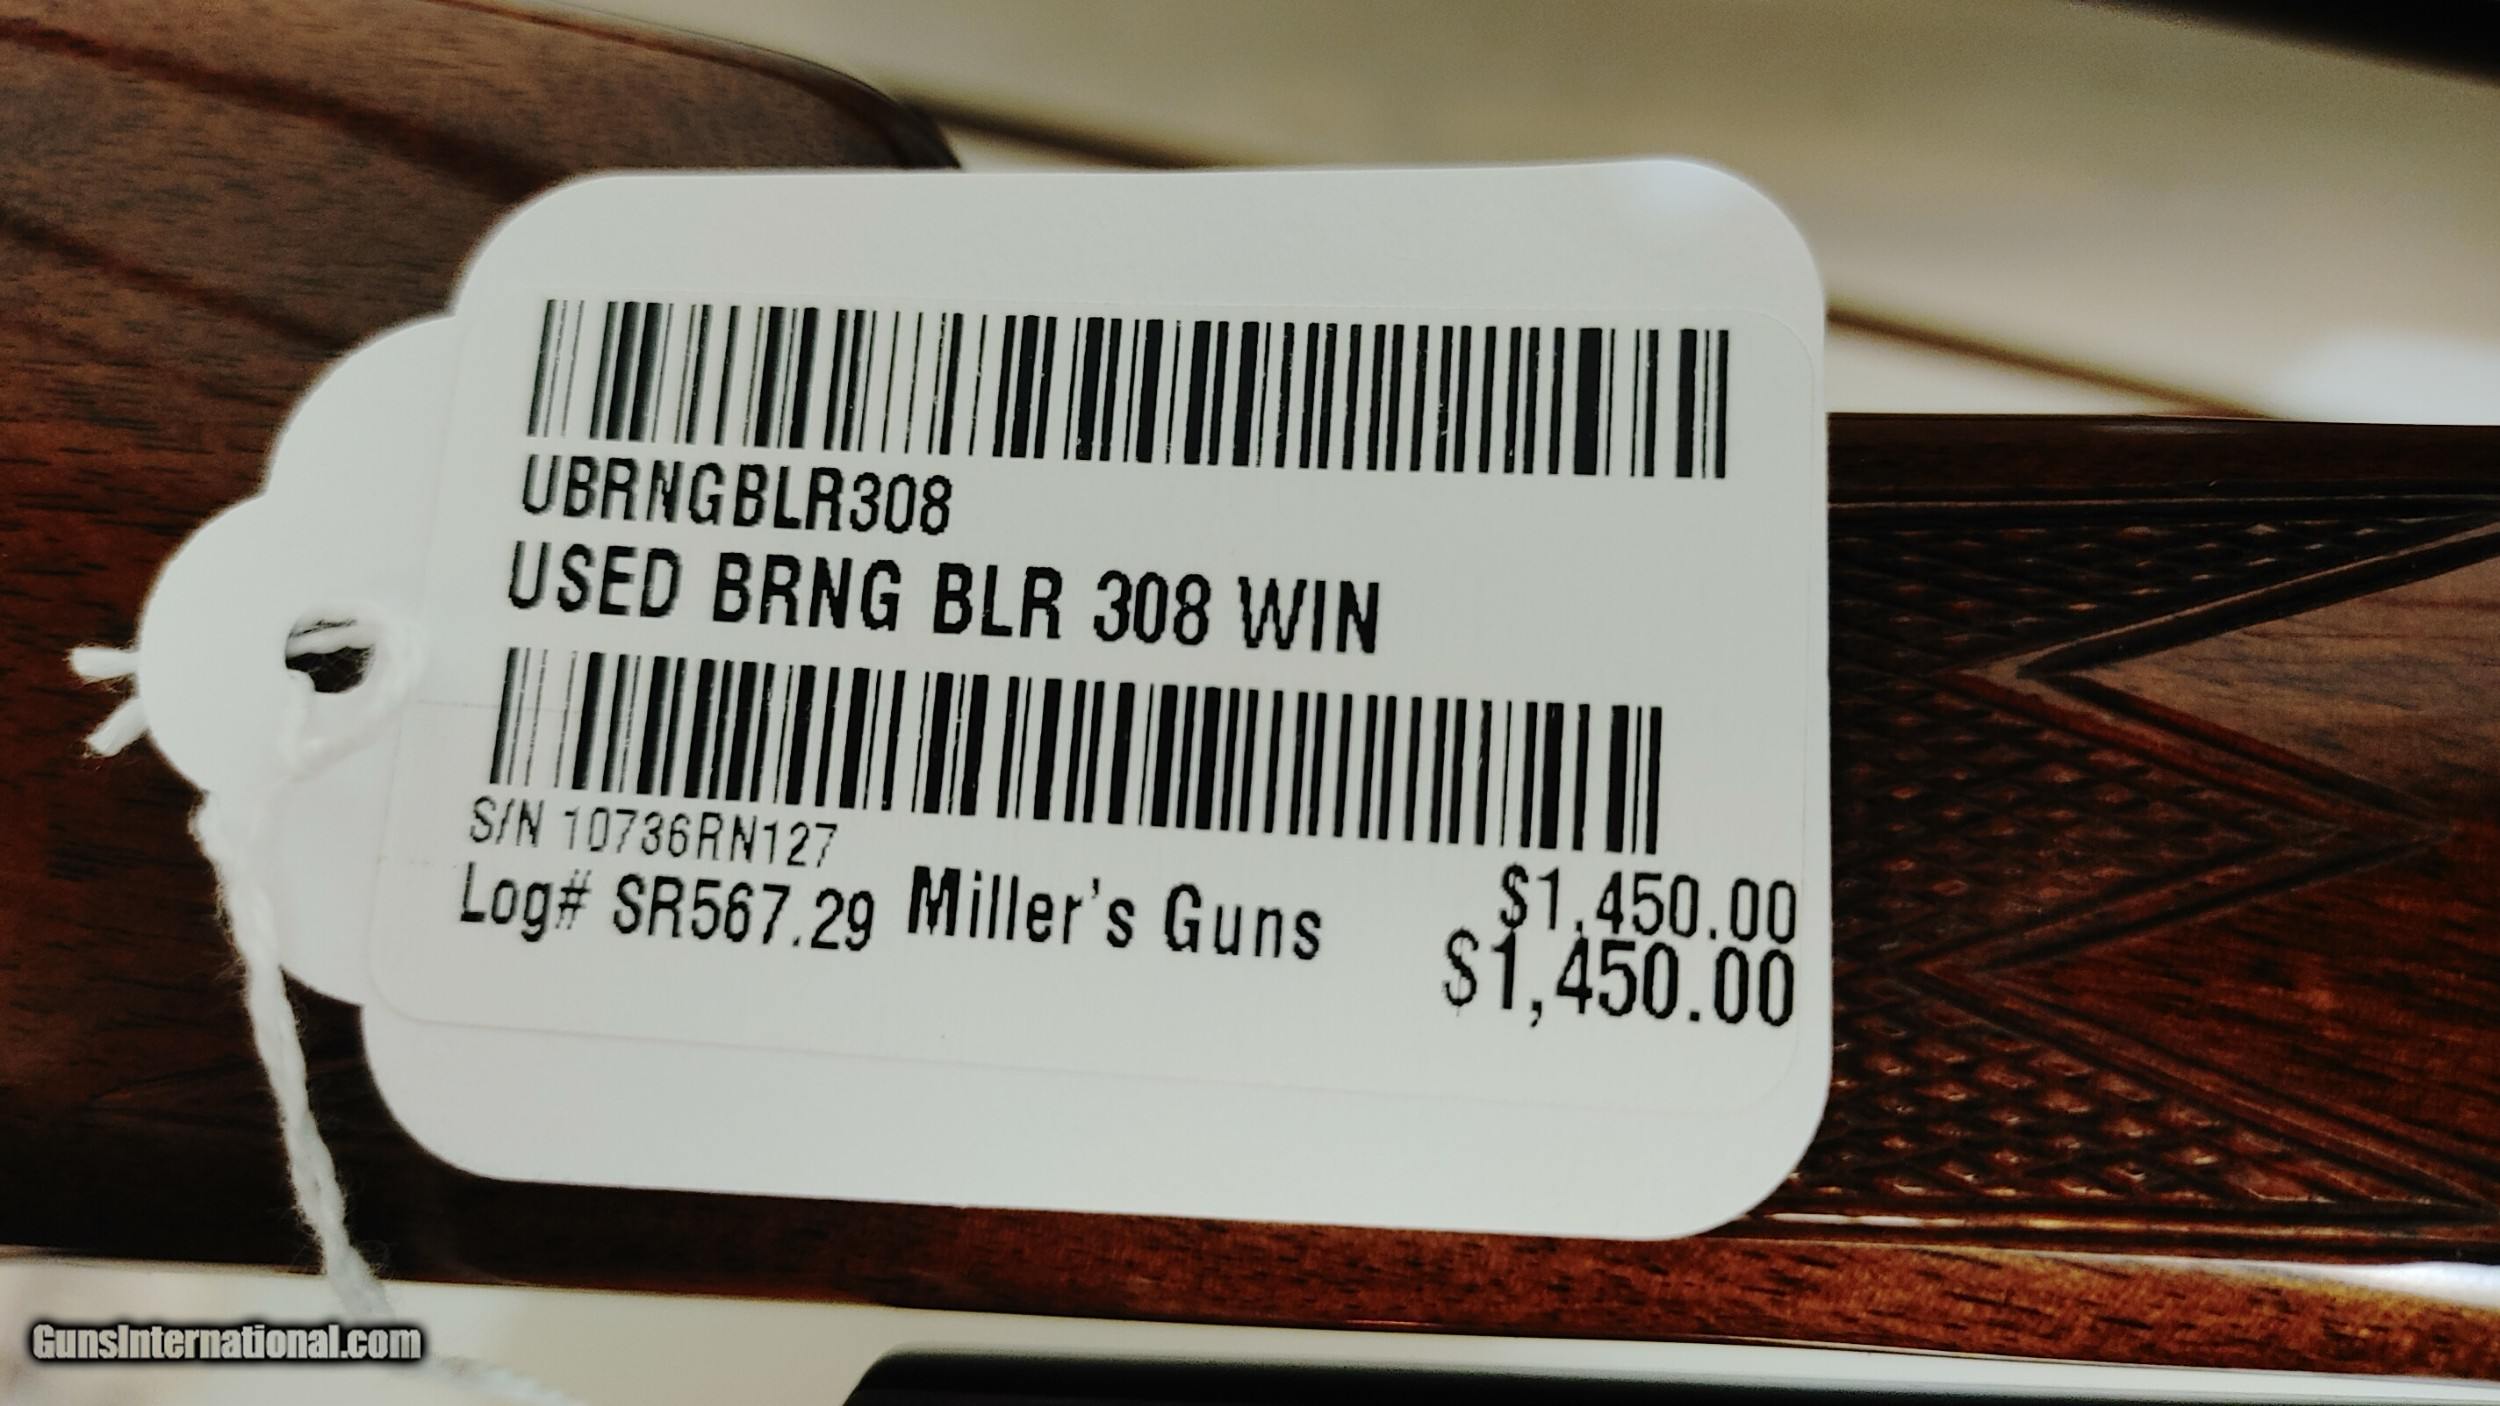 UBRNGBLR308
USED BRNG BLR 308 WIN
S/N 10736RN127
Log# SR567.29 Miller's Guns $1,450.00
$1,450.00
GunsInternational.com